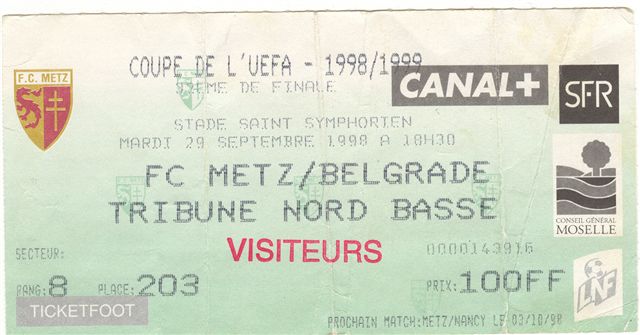 COUPE DE L'UEFA - 1998/1999
32EME DE FINALE
F.C. METZ
CANAL+
SFR
STADE SAINT SYMPHORIEN
MARDI 29 SEPTEMBRE 1998 A 18H30
FC METZ/BELGRADE
TRIBUNE NORD BASSE
CONSEIL GÉNÉRAL
MOSELLE
VISITEURS
0000143916
SECTEUR:
RANG: 8 PLACE: 203
PRIX: 100FF
LNF
TICKETFOOT
PROCHAIN MATCH: METZ/NANCY LE 03/10/98